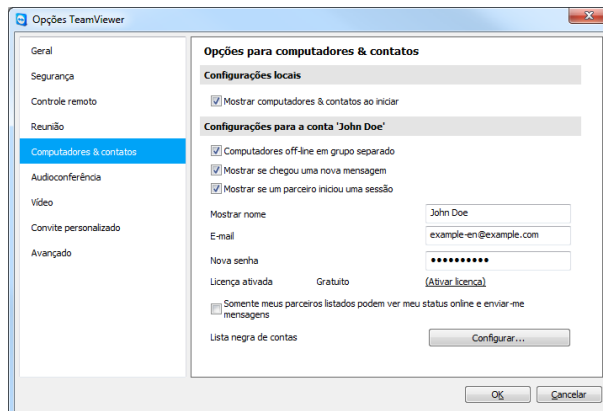 Opções TeamViewer
Geral
Segurança
Controle remoto
Reunião
Computadores & contatos
Audioconferência
Vídeo
Convite personalizado
Avançado
Opções para computadores & contatos
Configurações locais
Mostrar computadores & contatos ao iniciar
Configurações para a conta 'John Doe'
Computadores off-line em grupo separado
Mostrar se chegou uma nova mensagem
Mostrar se um parceiro iniciou uma sessão
Mostrar nome John Doe
E-mail example-en@example.com
Nova senha ••••••••••
Licença ativada Gratuito (Ativar licença)
Somente meus parceiros listados podem ver meu status online e enviar-me
mensagens
Lista negra de contas Configurar...
OK Cancelar